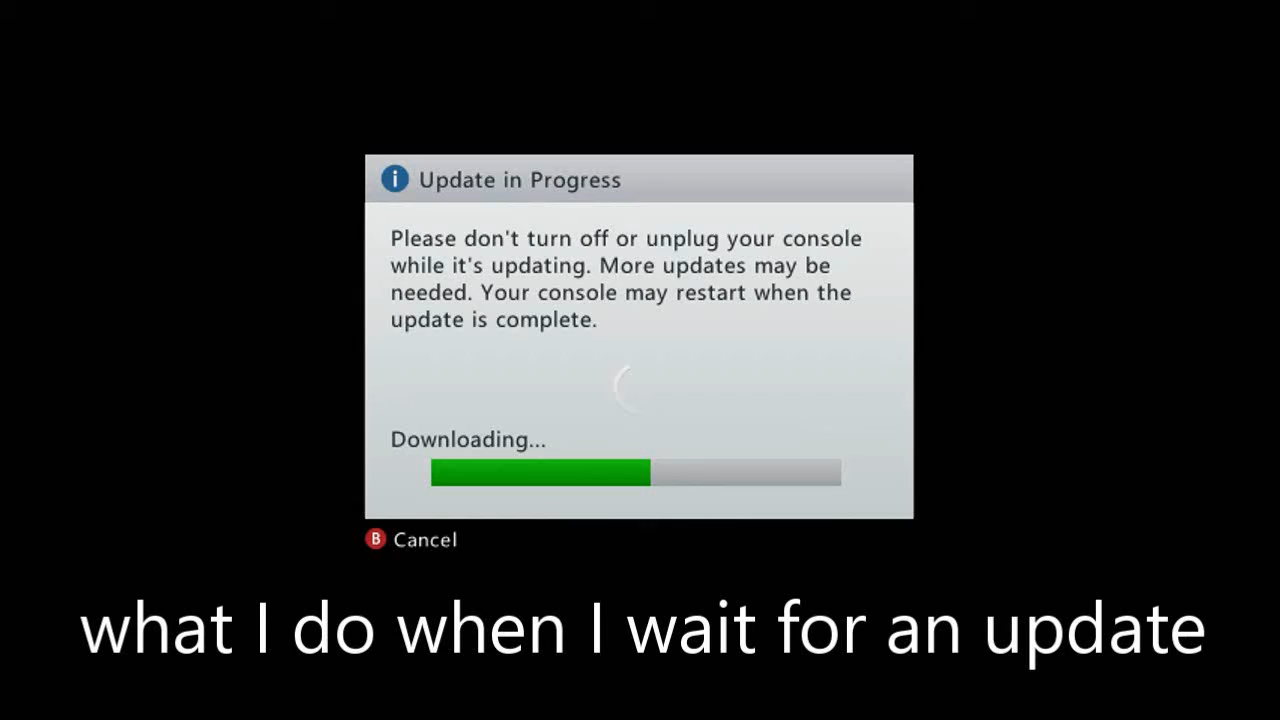 i Update in Progress
Please don't turn off or unplug your console
while it's updating. More updates may be
needed. Your console may restart when the
update is complete.
Downloading...
B Cancel
what I do when I wait for an update